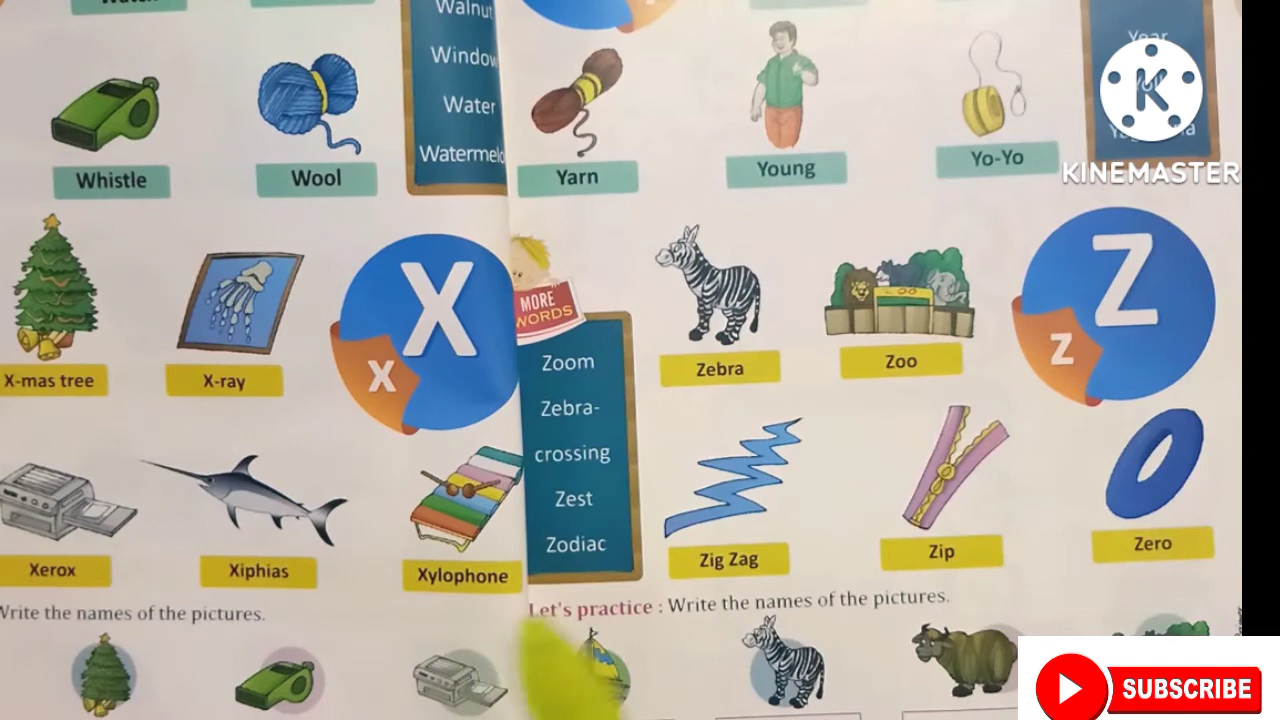 Walnut
Window
Water
Whistle
Wool
Yarn
Young
Yo-Yo
Year
KINEMASTER
X-mas tree
X-ray
X
x
MORE
WORDS
Zoom
Zebra-
crossing
Zest
Zodiac
Zebra
Zoo
ZOO
Z
z
Xerox
Xiphias
Xylophone
Zig Zag
Zip
Zero
Write the names of the pictures.
Let's practice : Write the names of the pictures.
K
SUBSCRIBE